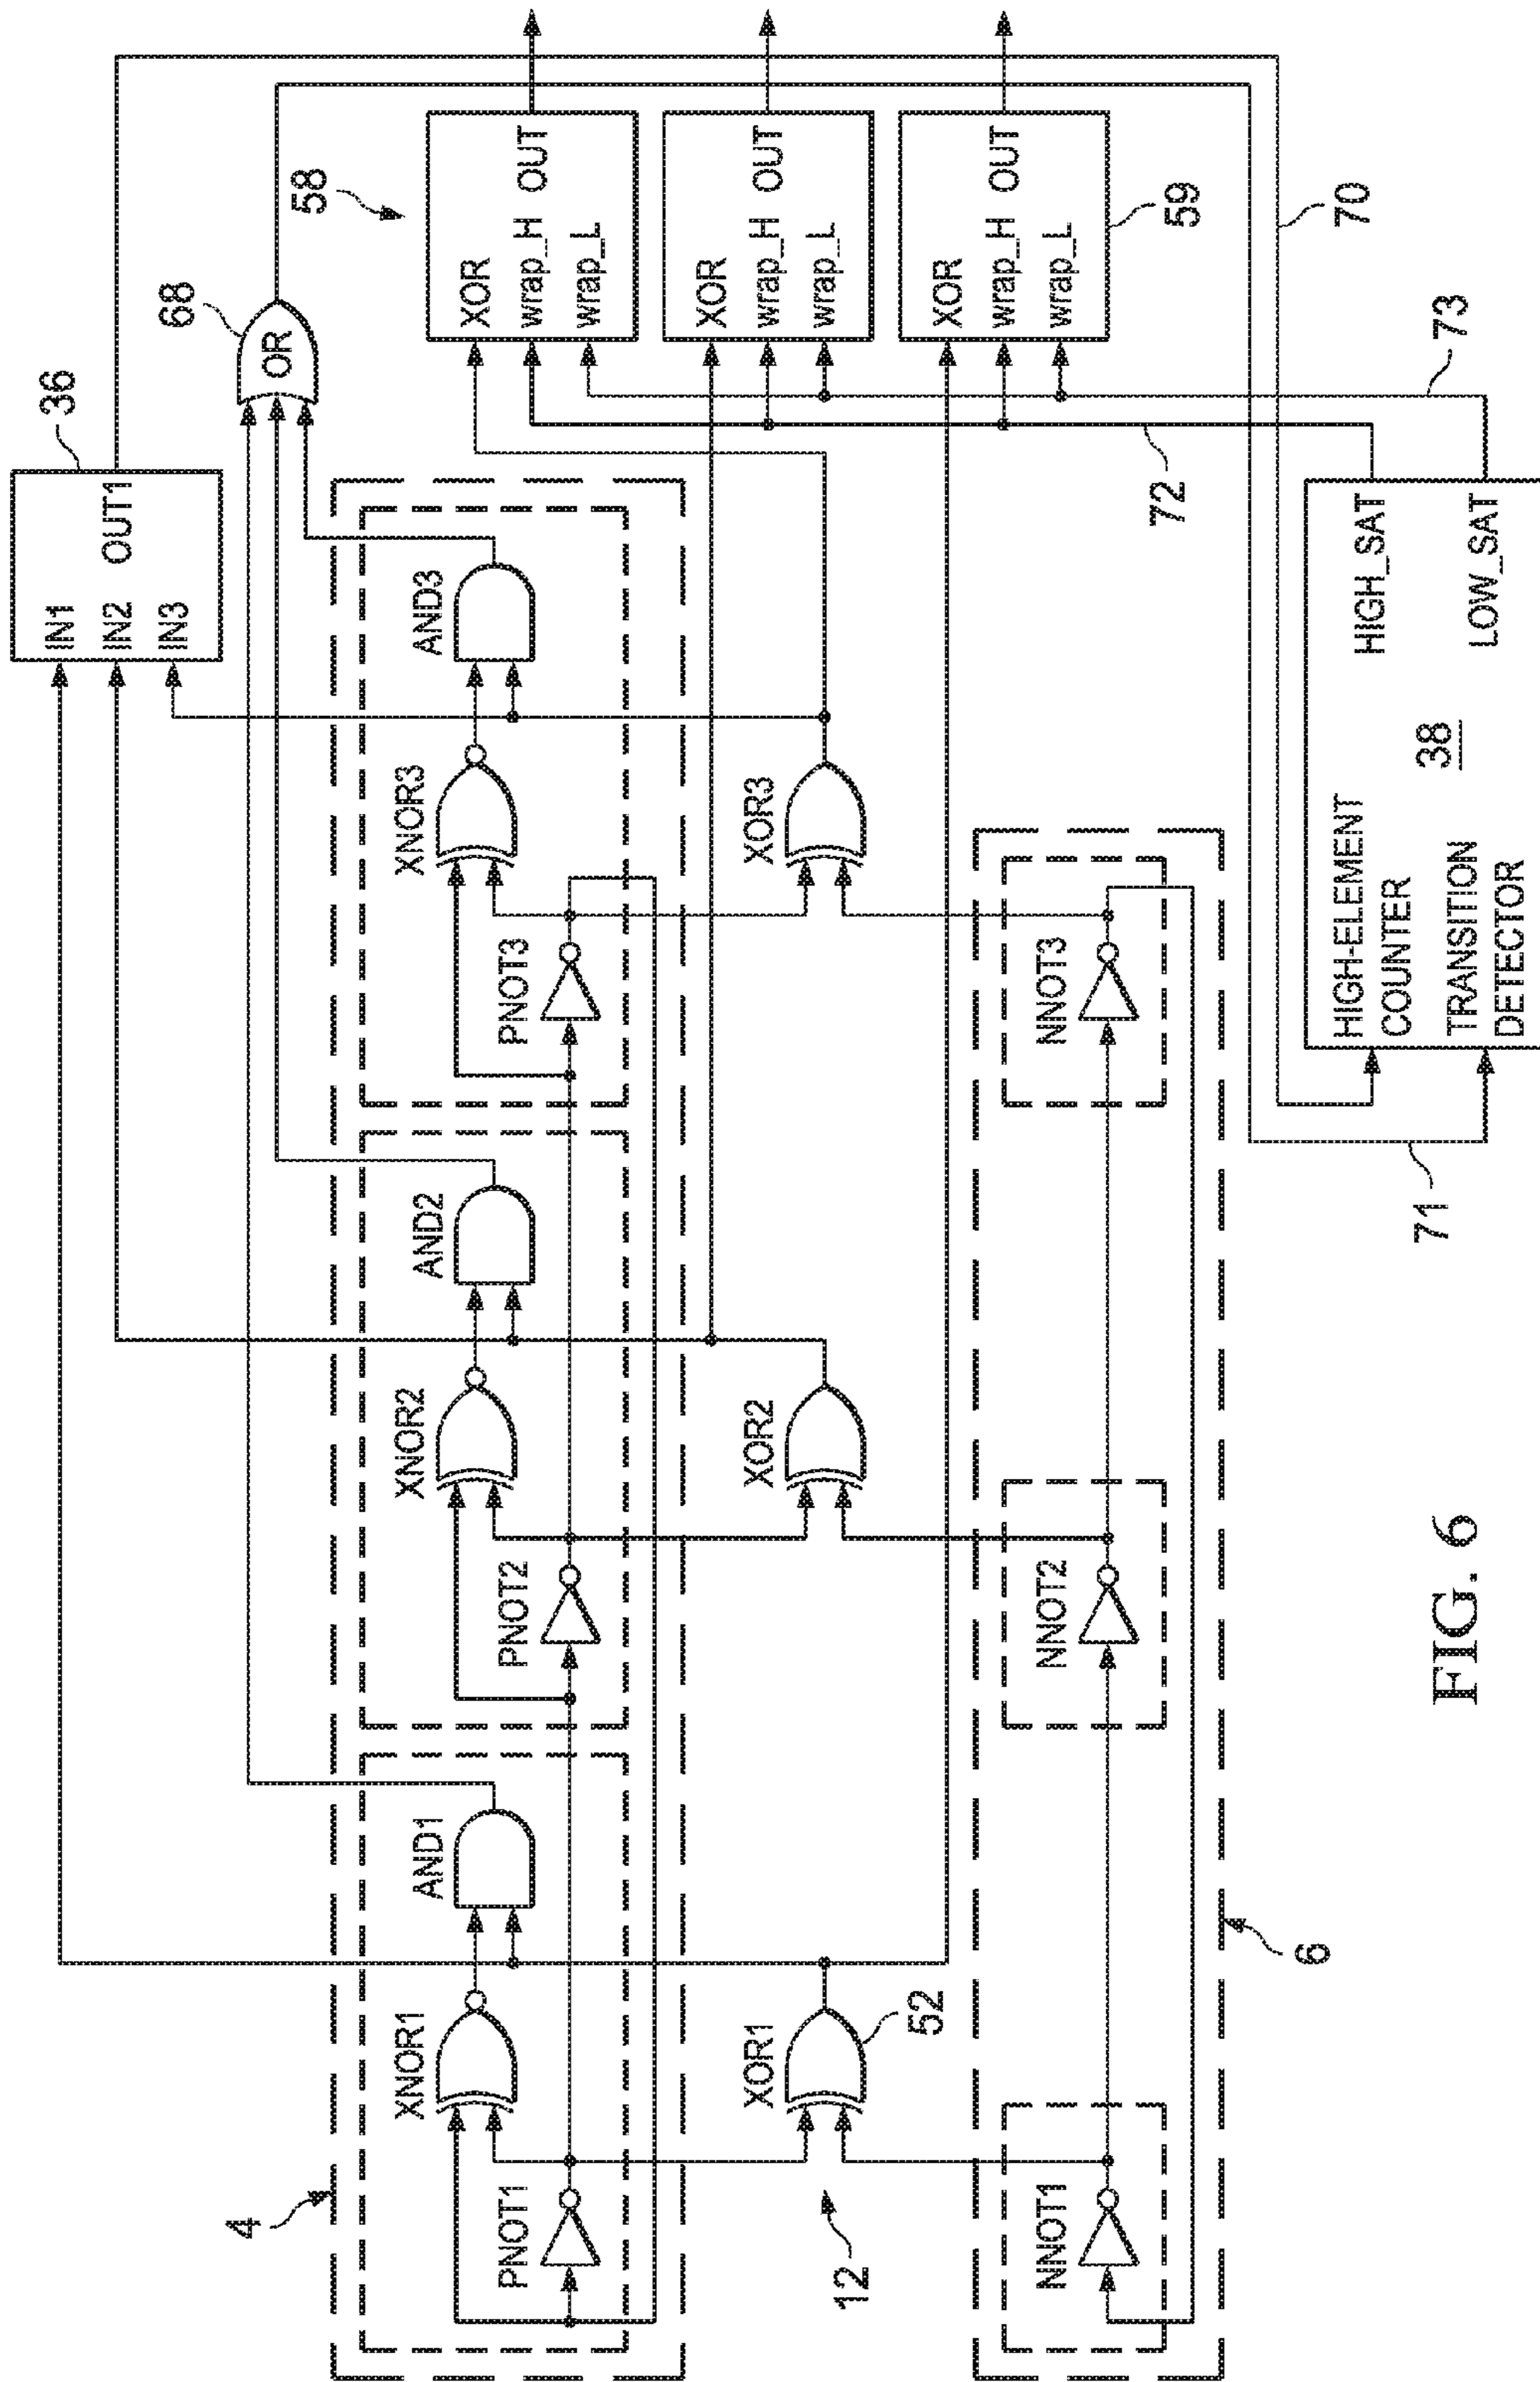 36
IN1
IN2 OUT1
IN3
68
OR
58
XOR
wrap_H OUT
wrap_L
XOR
wrap_H OUT
wrap_L
XOR
wrap_H OUT
wrap_L
59
70
73
72
4
XNOR1
AND1
XNOR2
AND2
XNOR3
AND3
PNOT1
PNOT2
PNOT3
XOR1
52
XOR2
XOR3
12
NNOT1
NNOT2
NNOT3
6
71
HIGH-ELEMENT
COUNTER
TRANSITION
DETECTOR
38
HIGH_SAT
LOW_SAT
FIG. 6